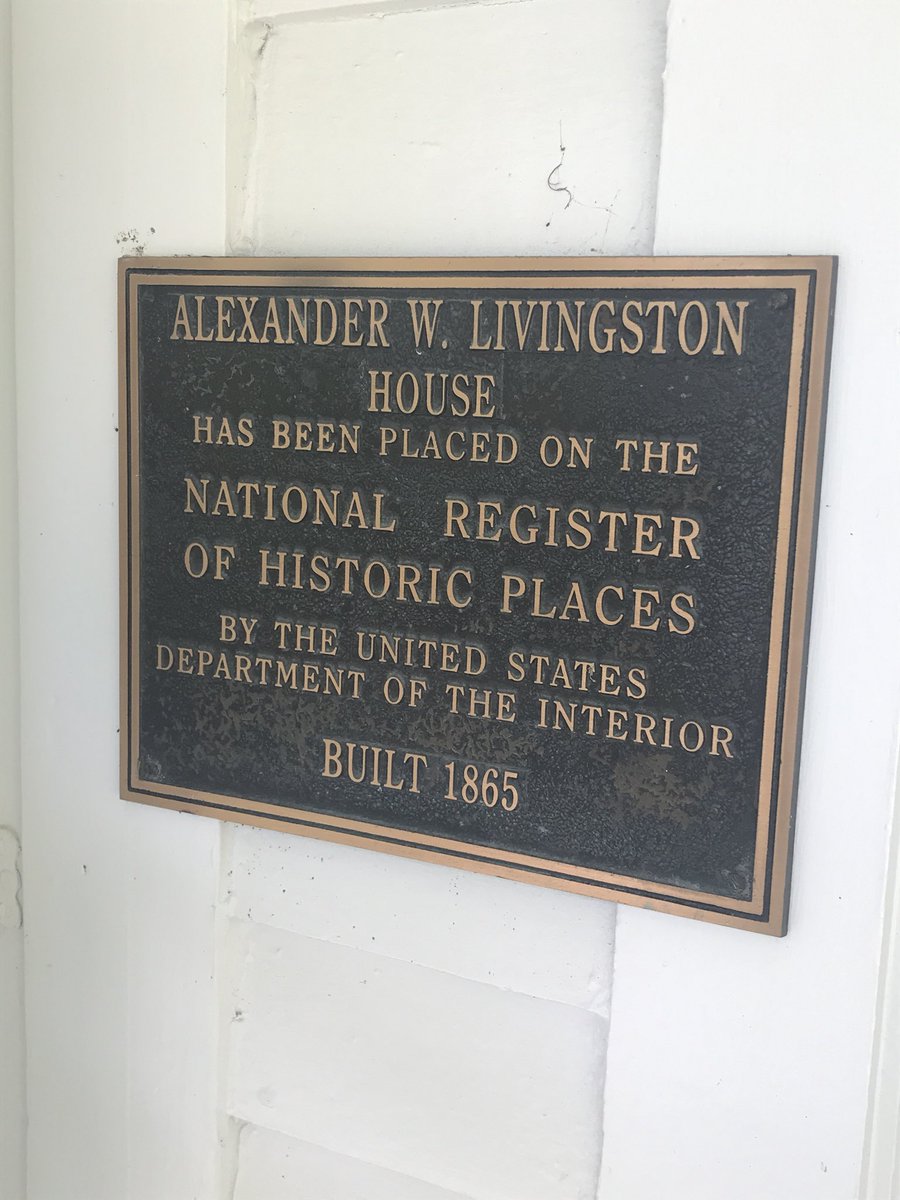 ALEXANDER W. LIVINGSTON
HOUSE
HAS BEEN PLACED ON THE
NATIONAL REGISTER
OF HISTORIC PLACES
BY THE UNITED STATES
DEPARTMENT OF THE INTERIOR
BUILT 1865